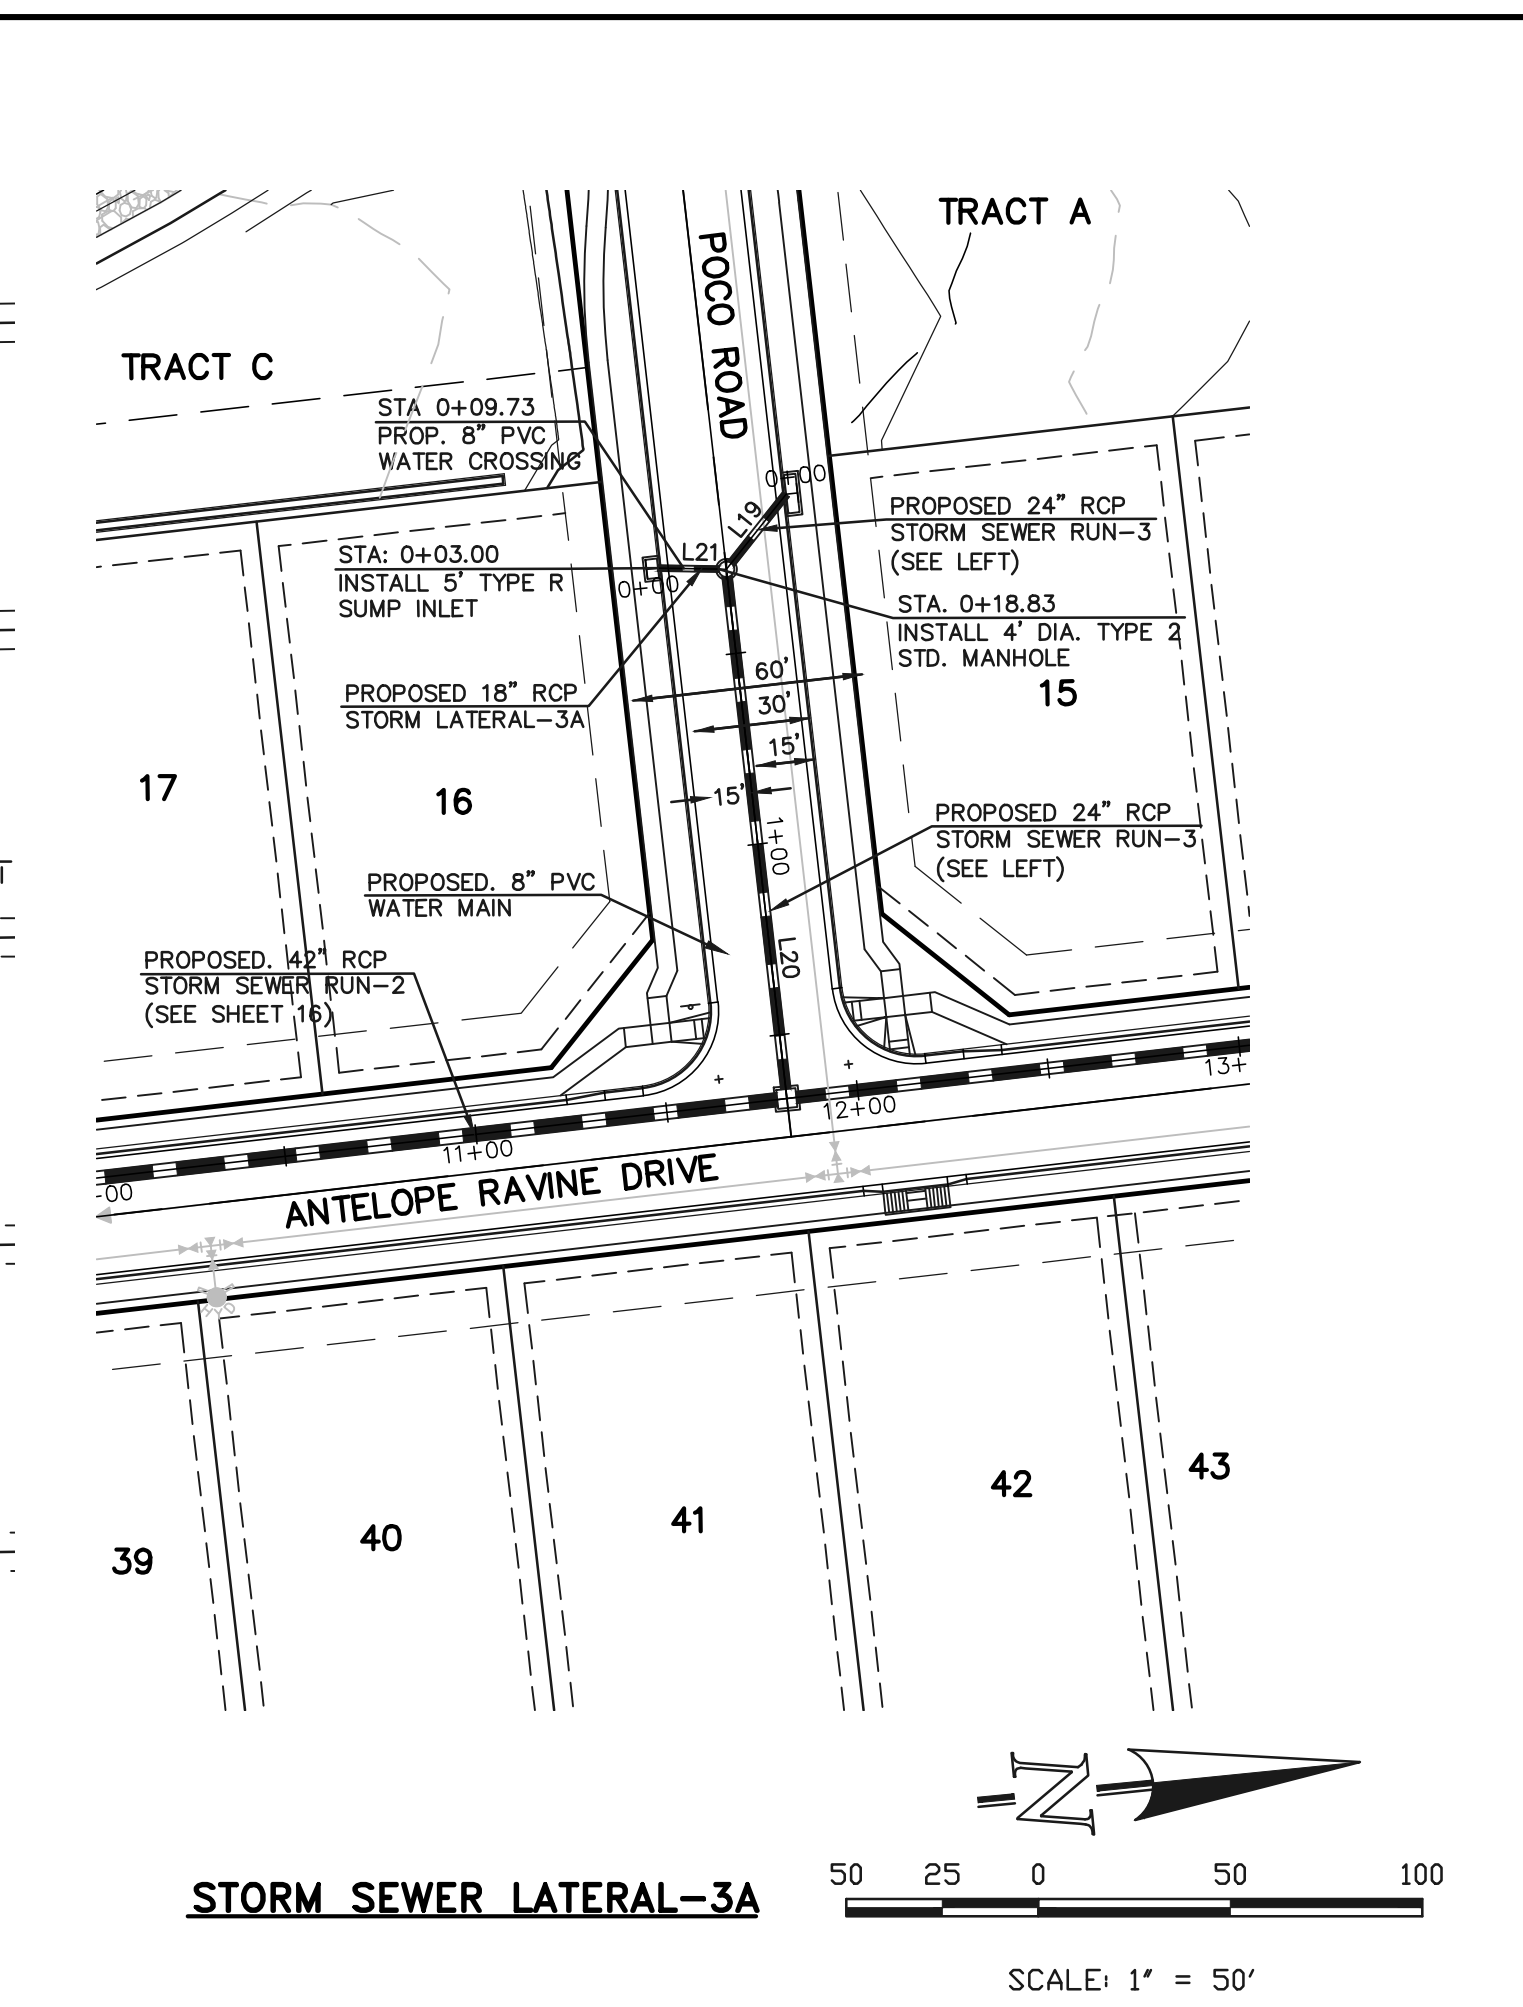 TRACT A
POCO ROAD
TRACT C
STA 0+09.73
PROP. 8" PVC
WATER CROSSING
0+00
L19
PROPOSED 24" RCP
STORM SEWER RUN-3
(SEE LEFT)
STA: 0+03.00
INSTALL 5' TYPE R
SUMP INLET
L21
0+00
STA. 0+18.83
INSTALL 4' DIA. TYPE 2
STD. MANHOLE
15
60'
30'
15'
15'
PROPOSED 18" RCP
STORM LATERAL-3A
17
16
1+00
PROPOSED 24" RCP
STORM SEWER RUN-3
(SEE LEFT)
PROPOSED. 8" PVC
WATER MAIN
L20
PROPOSED. 42" RCP
STORM SEWER RUN-2
(SEE SHEET 16)
13+
12+00
11+00
-00
ANTELOPE RAVINE DRIVE
HYD
43
42
41
40
39
N
STORM SEWER LATERAL-3A
50 25 0 50 100
SCALE: 1" = 50'